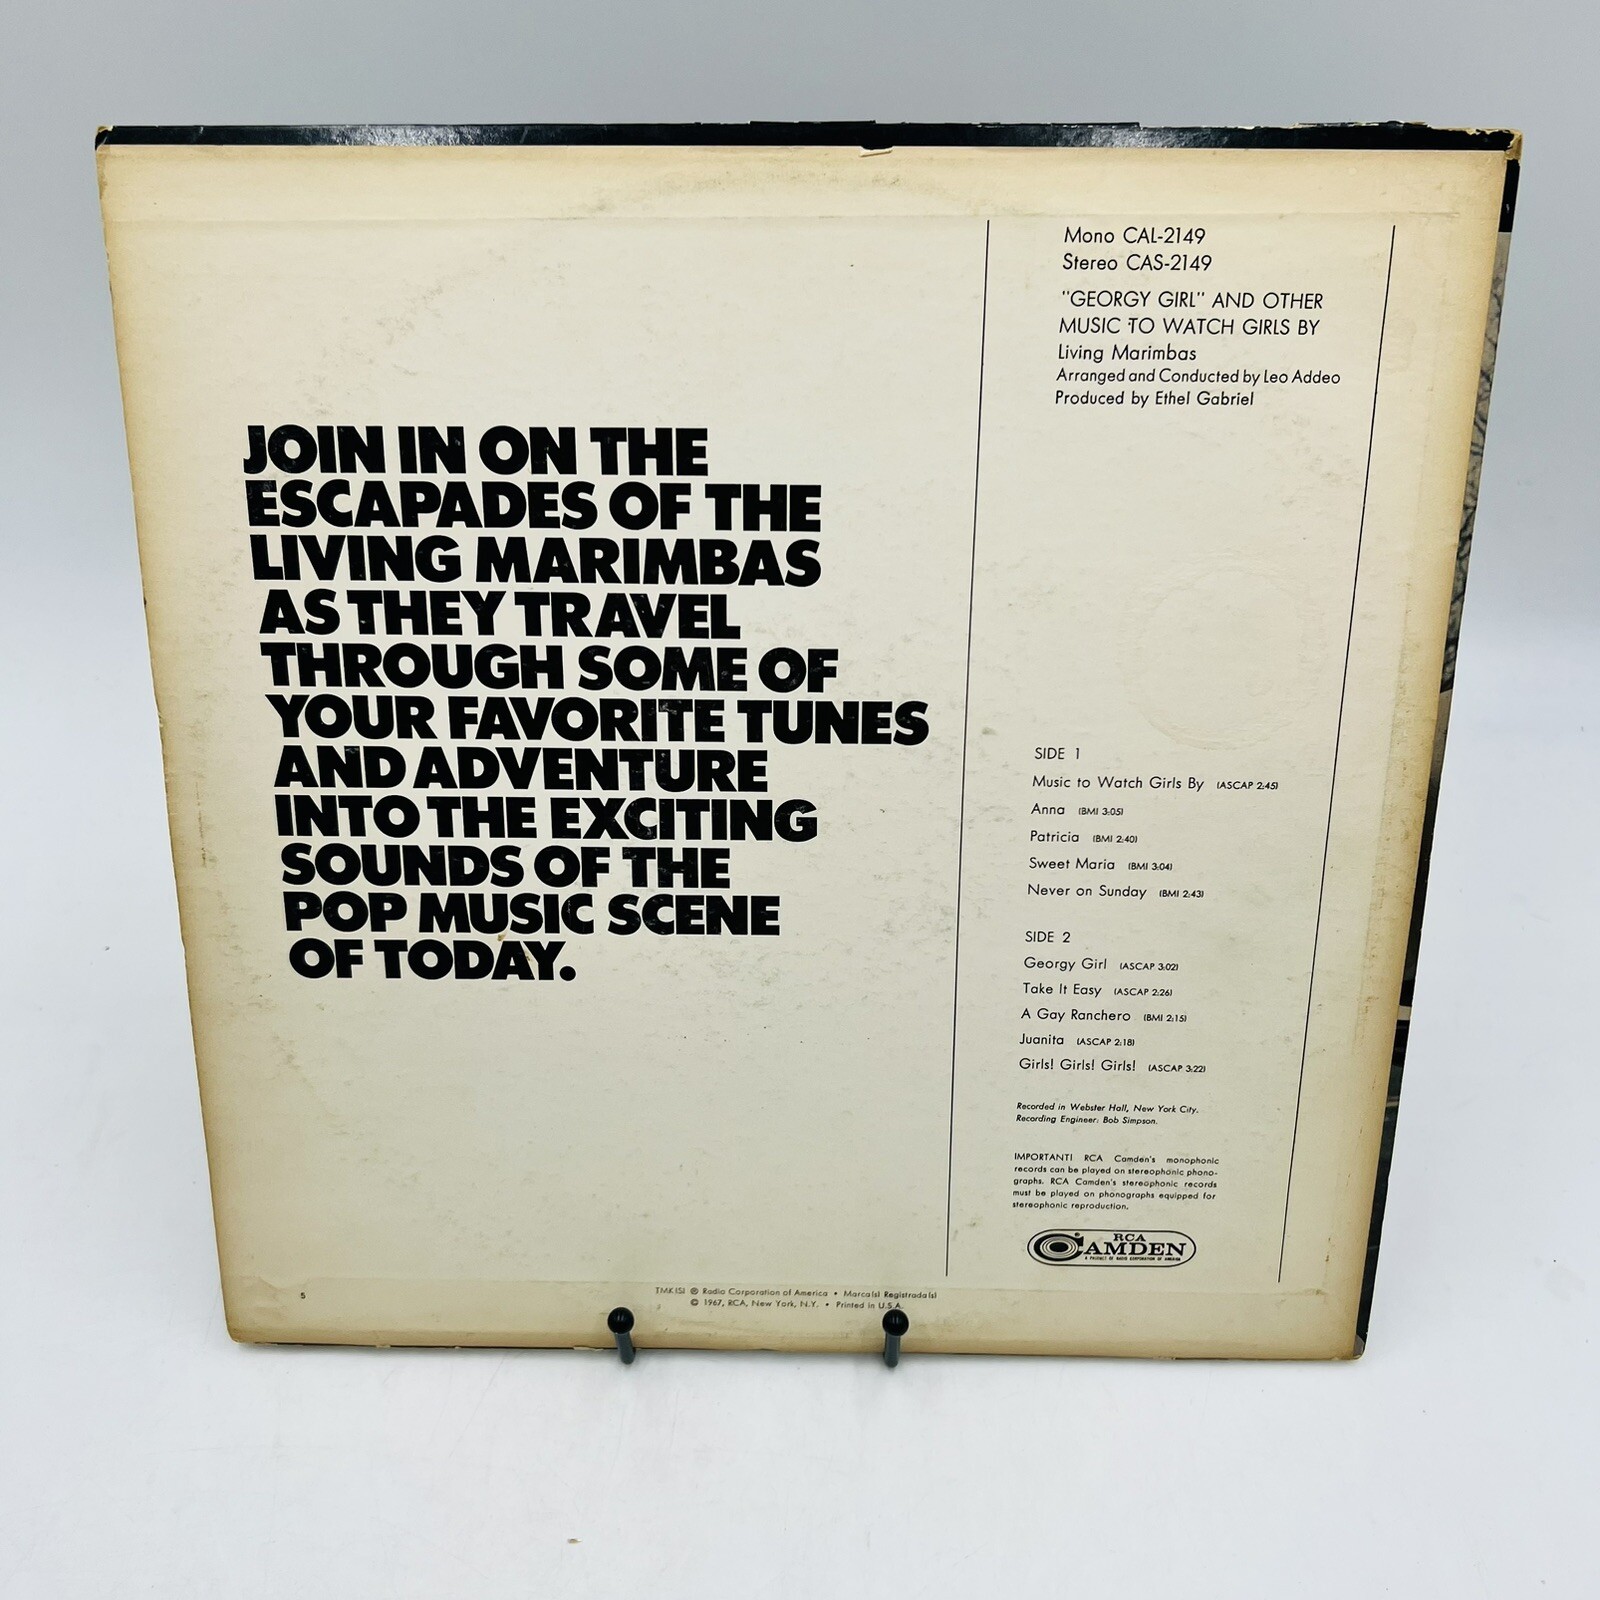 JOIN IN ON THE
ESCAPADES OF THE
LIVING MARIMBAS
AS THEY TRAVEL
THROUGH SOME OF
YOUR FAVORITE TUNES
AND ADVENTURE
INTO THE EXCITING
SOUNDS OF THE
POP MUSIC SCENE
OF TODAY.
Mono CAL-2149
Stereo CAS-2149
"GEORGY GIRL" AND OTHER
MUSIC TO WATCH GIRLS BY
Living Marimbas
Arranged and Conducted by Leo Addeo
Produced by Ethel Gabriel
SIDE 1
Music to Watch Girls By (ASCAP 2:45)
Anna (BMI 3:05)
Patricia (BMI 2:40)
Sweet Maria (BMI 3:04)
Never on Sunday (BMI 2:43)
SIDE 2
Georgy Girl (ASCAP 3:02)
Take It Easy (ASCAP 2:26)
A Gay Ranchero (BMI 2:15)
Juanita (ASCAP 2:18)
Girls! Girls! Girls! (ASCAP 3:22)
Recorded in Webster Hall, New York City.
Recording Engineer: Bob Simpson.
IMPORTANT! RCA Camden's monophonic
records can be played on stereophonic phono-
graphs. RCA Camden's stereophonic records
must be played on phonographs equipped for
stereophonic reproduction.
RCA
CAMDEN
A PRODUCT OF RADIO CORPORATION OF AMERICA
5
TMK(S) ® Radio Corporation of America • Marca(s) Registrada(s)
© 1967, RCA, New York, N.Y. • Printed in U.S.A.